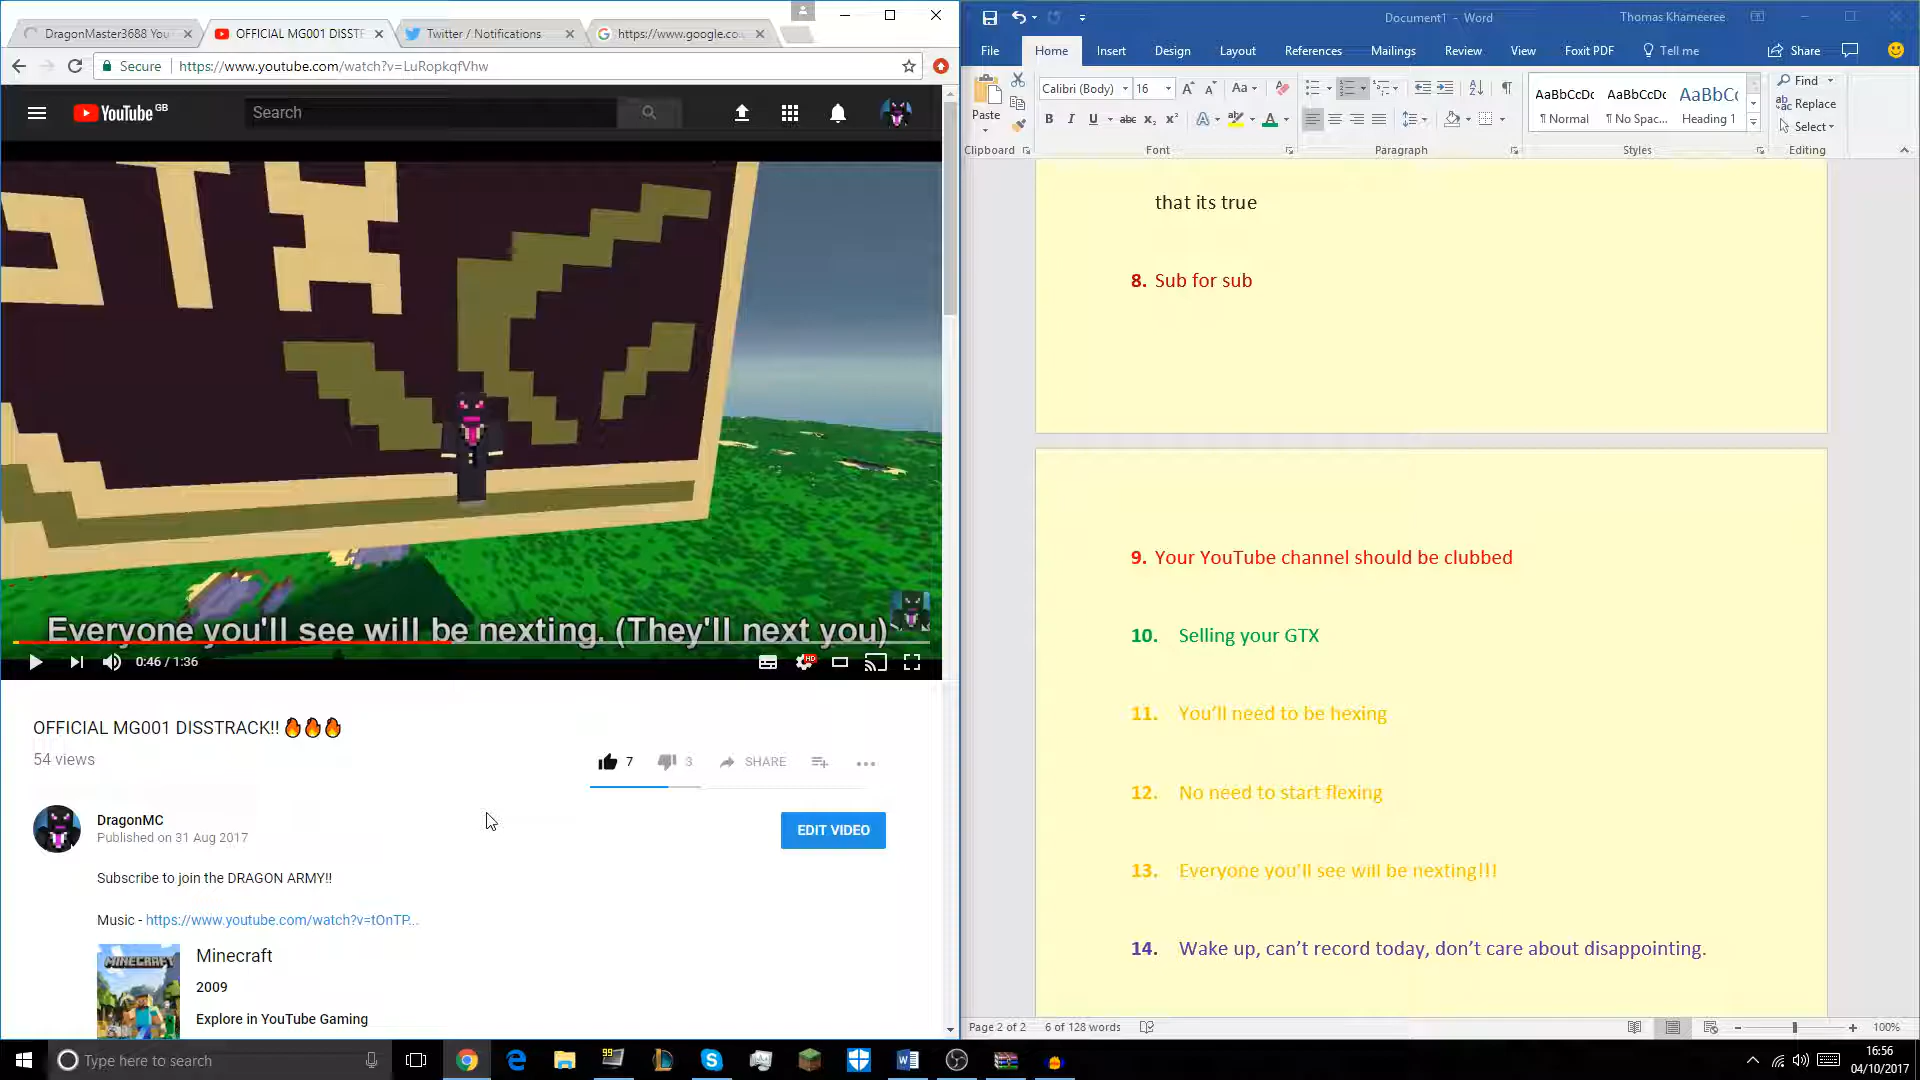 DragonMaster3688 You
OFFICIAL MG001 DISST
Twitter / Notifications
https://www.google.co.
Secure https://www.youtube.com/watch?v=LuRopkqfVhw
YouTube GB
Search
STX
Everyone you'll see will be nexting. (They'll next you)
0:46 / 1:36
HD
OFFICIAL MG001 DISSTRACK!! 🔥🔥🔥
54 views
7 3 SHARE
DragonMC
Published on 31 Aug 2017
EDIT VIDEO
Subscribe to join the DRAGON ARMY!!
Music - https://www.youtube.com/watch?v=tOnTP...
MINECRAFT
Minecraft
2009
Explore in YouTube Gaming
Document1 - Word
Thomas Khameeree
File Home Insert Design Layout References Mailings Review View Foxit PDF Tell me Share
Paste
Clipboard
Calibri (Body) 16
Font
Paragraph
AaBbCcDc AaBbCcDc AaBbCc
¶ Normal ¶ No Spac... Heading 1
Styles
Find
Replace
Select
Editing
that its true
8. Sub for sub
9. Your YouTube channel should be clubbed
10. Selling your GTX
11. You’ll need to be hexing
12. No need to start flexing
13. Everyone you’ll see will be nexting!!!
14. Wake up, can’t record today, don’t care about disappointing.
Page 2 of 2 6 of 128 words
100%
Type here to search
99
16:56
04/10/2017